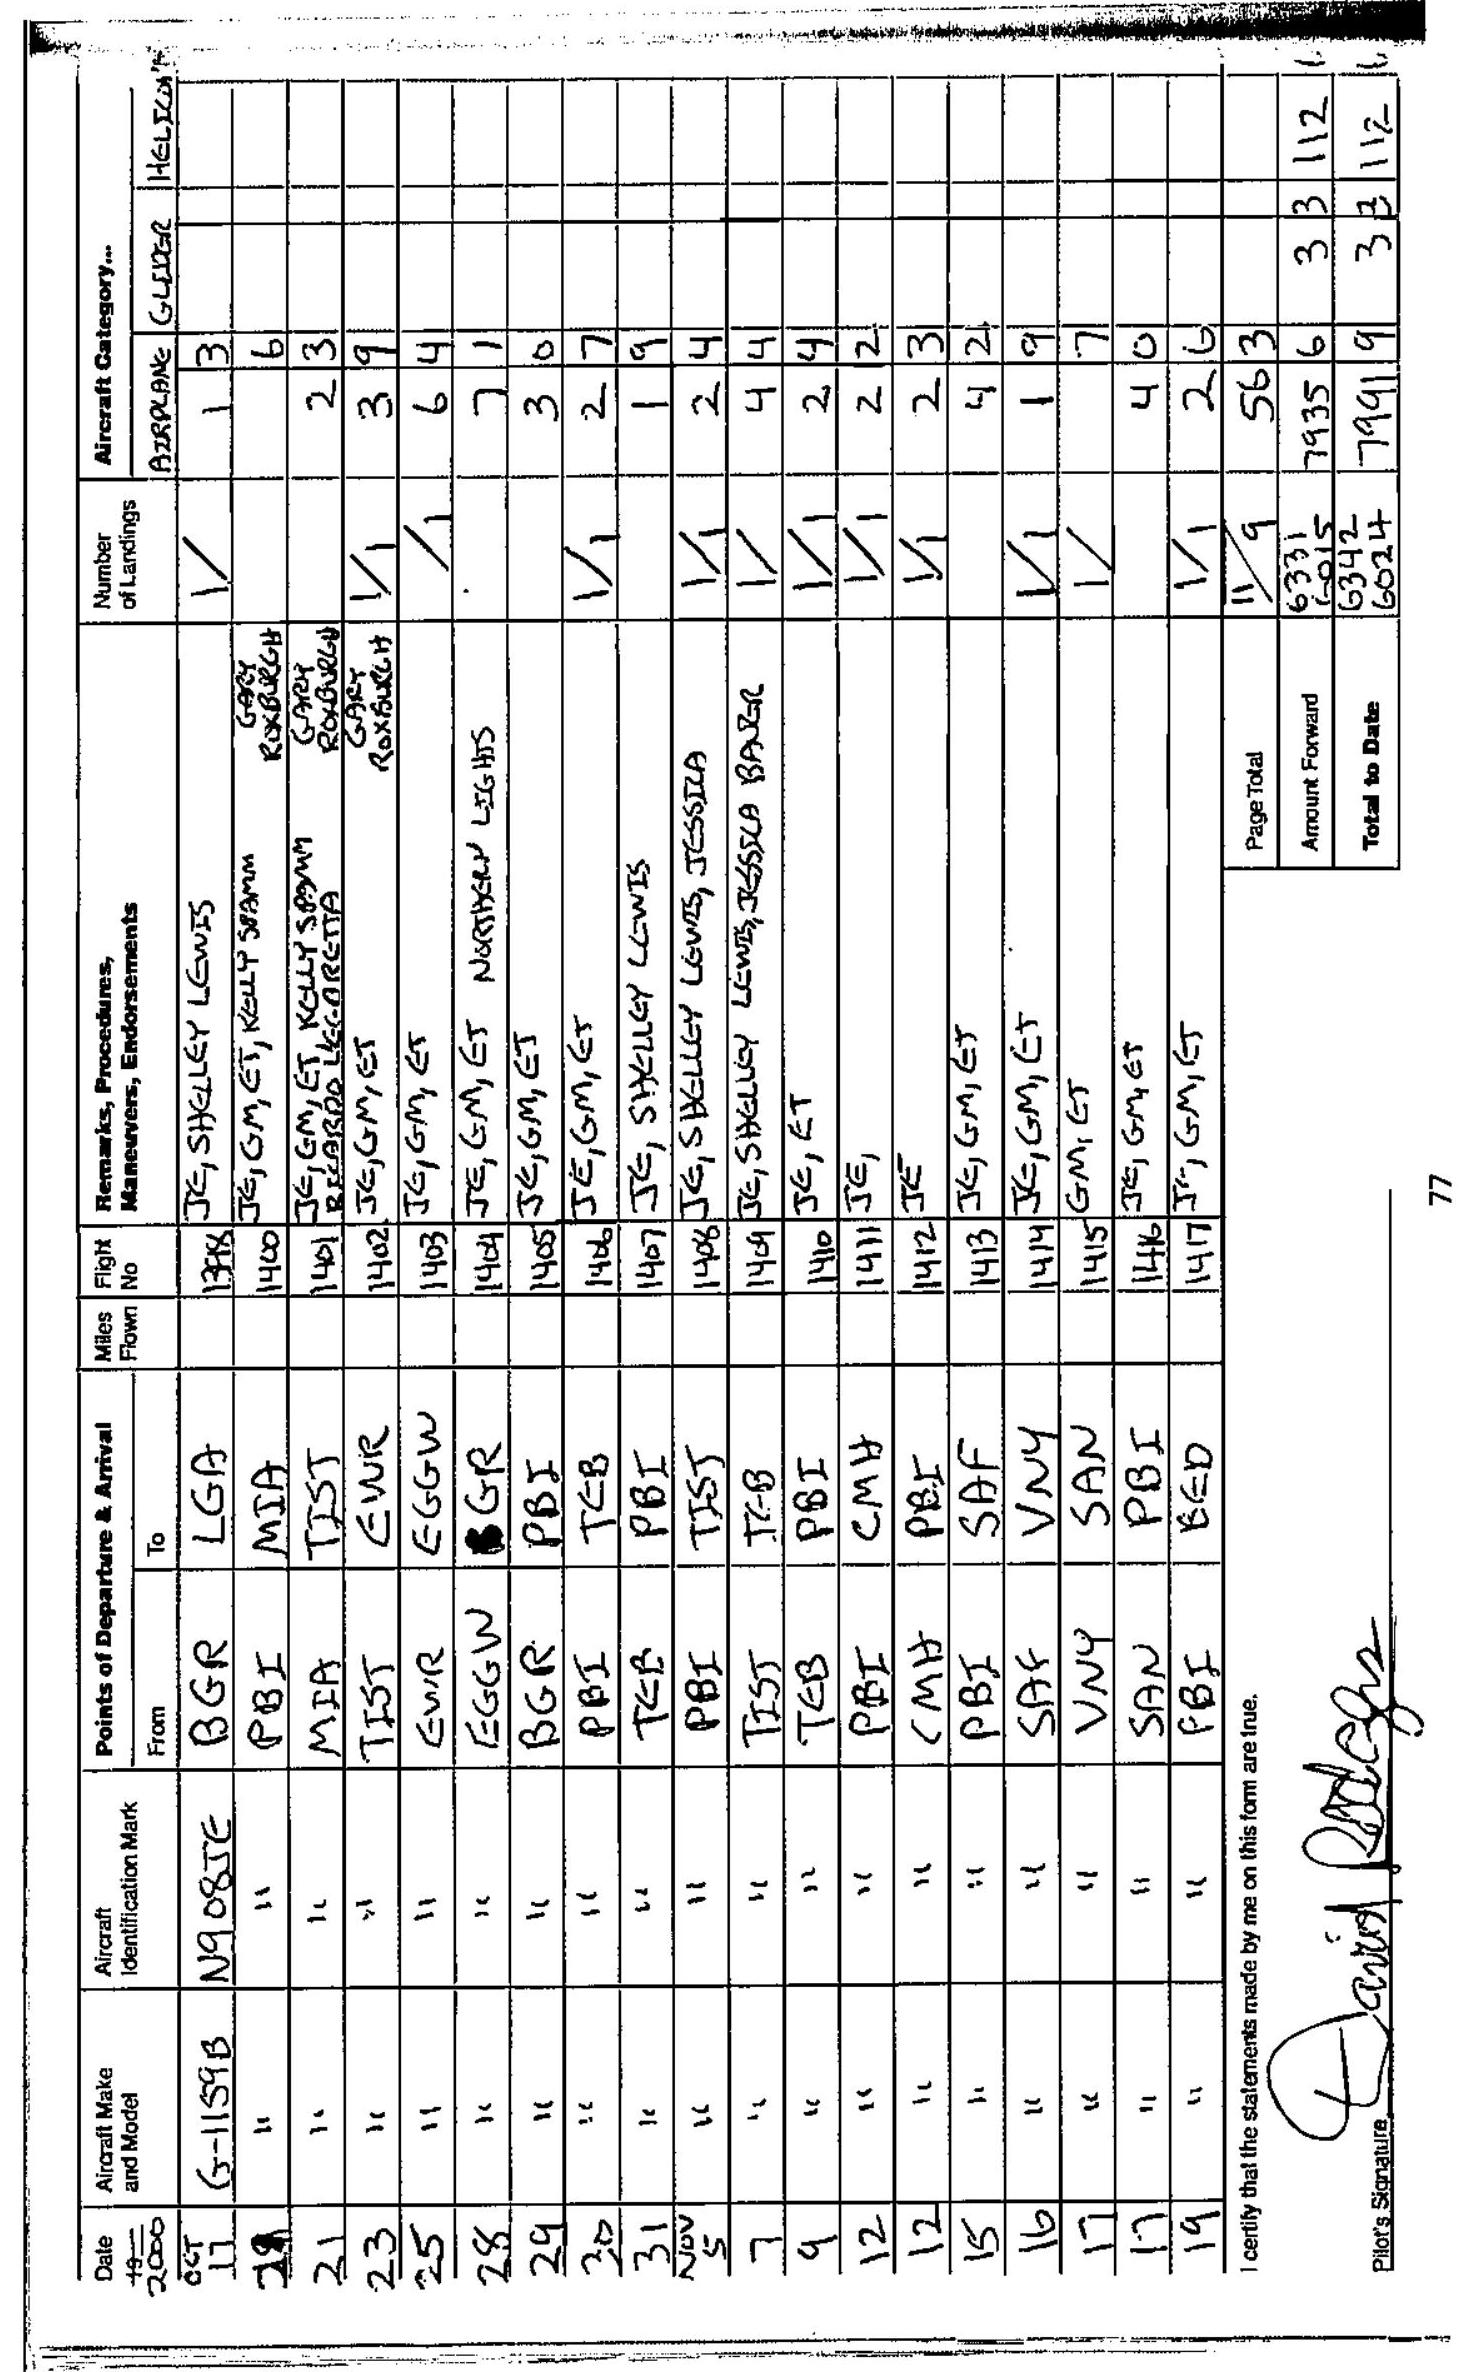 Date Aircraft Make Aircraft Points of Departure & Arrival Miles Flight Remarks, Procedures, Number Aircraft Category...
19 and Model Identification Mark From To Flown No Maneuvers, Endorsements of Landings AIRPLANE GLIDER
2000
OCT
17 G-1159B N908JE BGR LGA JE, SHELLEY LEWIS 1/ 1 3
" " PBI MIA 1400 JE, GM, ET, KELLY SPAMM GARY ROXBURGH 6
21 " " MIA TIST 1401 JE, GM, ET, KELLY SPAMM GARY ROXBURGH 2 3
RICARDO LEGORETTA
23 " " TIST EWR 1402 JE, GM, ET GARY ROXBURGH 1/1 3 9
25 " " EWR EGGW 1403 JE, GM, ET /1 6 4
28 " " EGGW BGR 1404 JE, GM, ET NORTHERN LIGHTS 7 1
29 " " BGR PBI 1405 JE, GM, ET 3 0
30 " " PBI TEB 1406 JE, GM, ET 1/1 2 7
31 " " TEB PBI 1407 JE, SHELLEY LEWIS 1 9
NOV
5 " " PBI TIST 1408 JE, SHELLEY LEWIS, JESSICA 1/1 2 4
7 " " TIST TEB 1409 JE, SHELLEY LEWIS, JESSICA 1/ 4 4
9 " " TEB PBI 1410 JE, ET 1/1 2 4
12 " " PBI CMH 1411 JE, 1/1 2 2
12 " " CMH PBI 1412 JE 1/1 2 3
15 " " PBI SAF 1413 JE, GM, ET 4 2
16 " " SAF VNY 1414 JE, GM, ET 1/1 1 9
17 " " VNY SAN 1415 GM, ET 1/ 7
17 " " SAN PBI 1416 JE, GM, ET 4 0
19 " " PBI BED 1417 JE, GM, ET 1/1 2 6
I certify that the statements made by me on this form are true. Page Total 11/9 56 3
Amount Forward 6331 6015 7935 6 3 3 112
Pilot's Signature David Rodgers Total to Date 6342 6024 7991 9 3 112
77